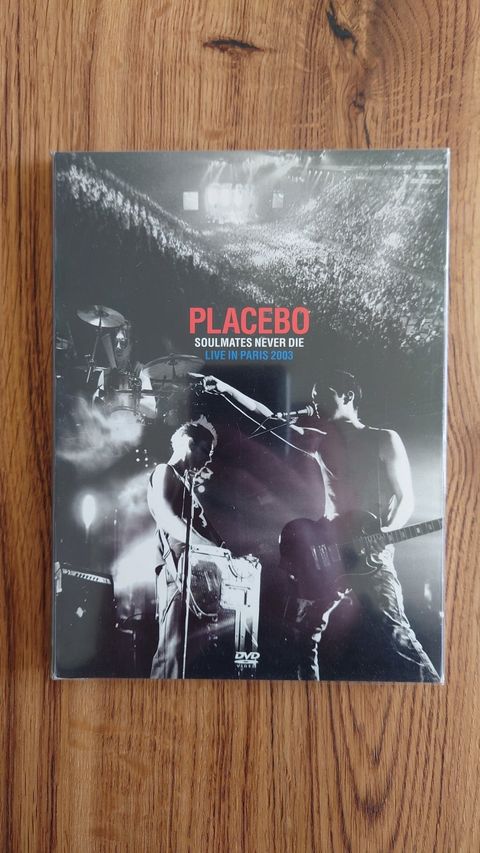 PLACEBO
SOULMATES NEVER DIE
LIVE IN PARIS 2003
DVD
VIDEO